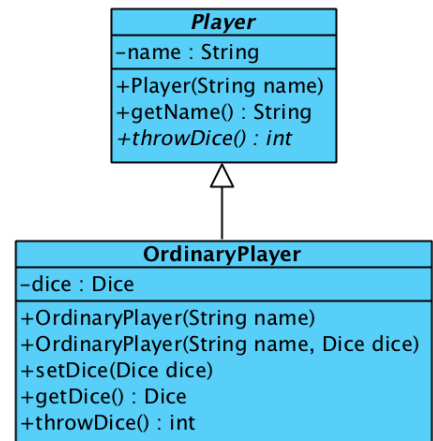 Player
-name : String
+Player(String name)
+getName() : String
+throwDice() : int
OrdinaryPlayer
-dice : Dice
+OrdinaryPlayer(String name)
+OrdinaryPlayer(String name, Dice dice)
+setDice(Dice dice)
+getDice() : Dice
+throwDice() : int